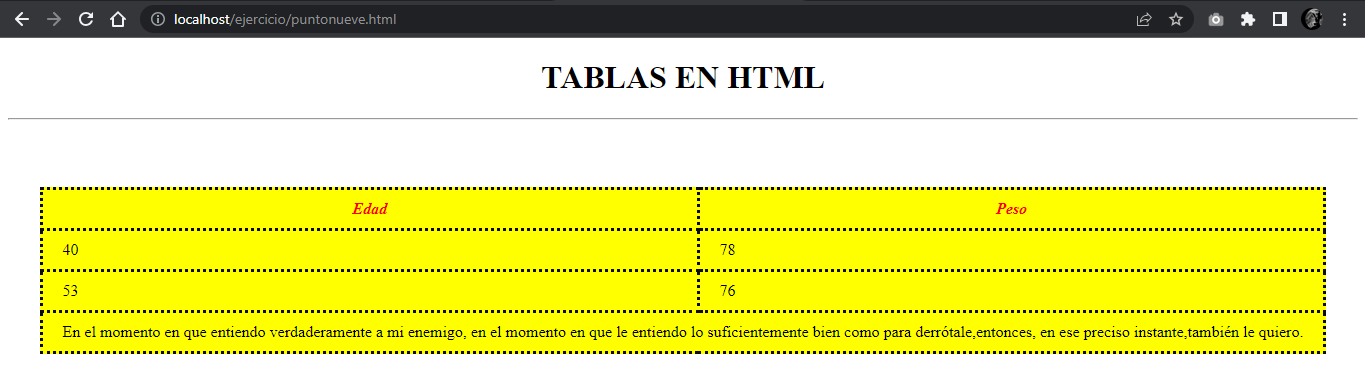 localhost/ejercicio/puntonueve.html
TABLAS EN HTML
Edad Peso
40 78
53 76
En el momento en que entiendo verdaderamente a mi enemigo, en el momento en que le entiendo lo suficientemente bien como para derrótale,entonces, en ese preciso instante,también le quiero.